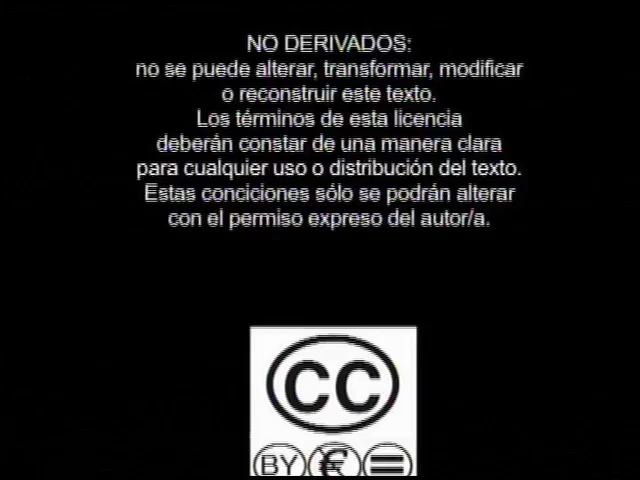 NO DERIVADOS:
no se puede alterar, transformar, modificar
o reconstruir este texto.
Los términos de esta licencia
deberán constar de una manera clara
para cualquier uso o distribución del texto.
Estas conciciones sólo se podrán alterar
con el permiso expreso del autor/a.
CC
BY € =